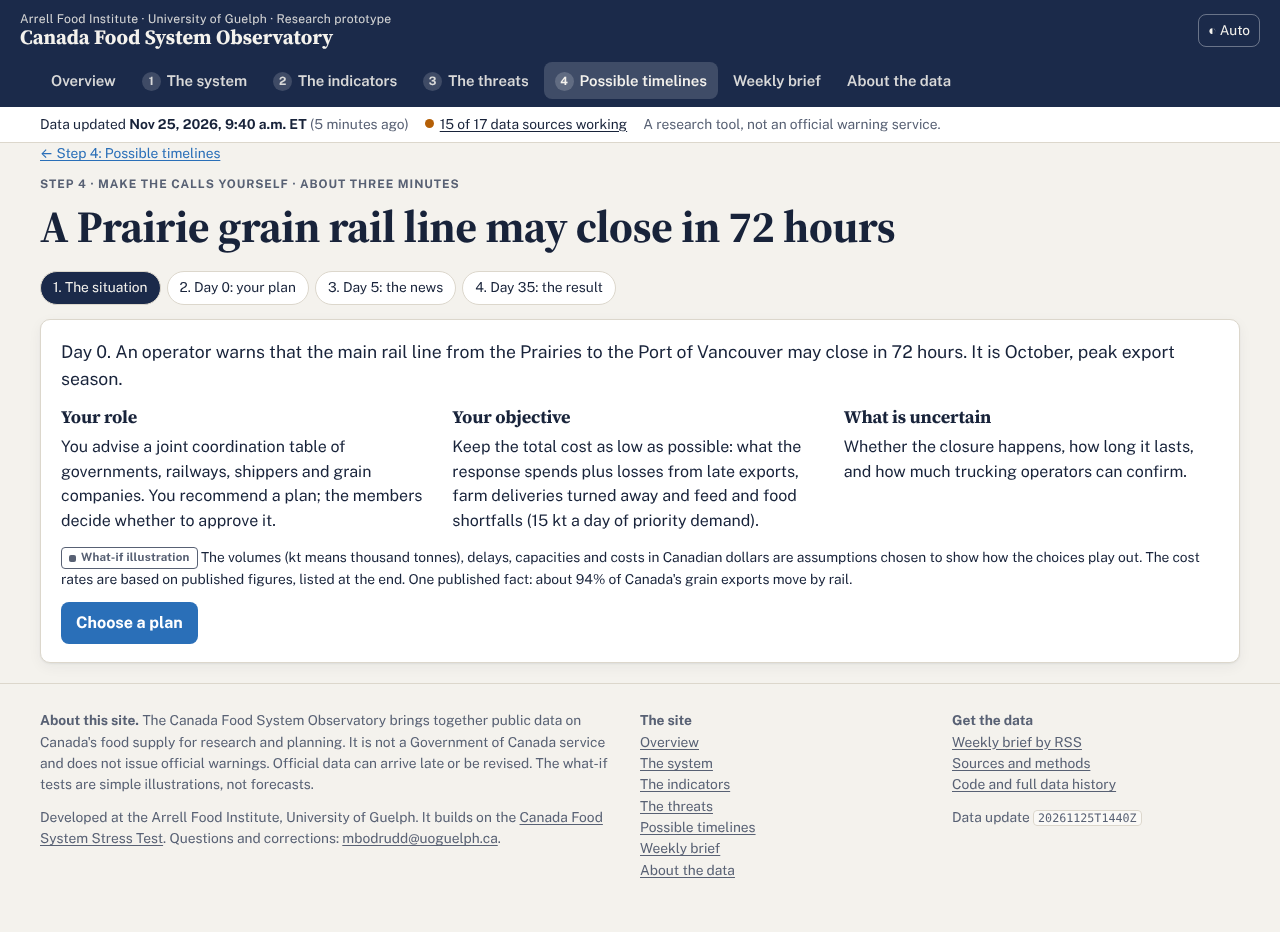 Arrell Food Institute · University of Guelph · Research prototype
Canada Food System Observatory
Auto
Overview
1 The system
2 The indicators
3 The threats
4 Possible timelines
Weekly brief
About the data
Data updated Nov 25, 2026, 9:40 a.m. ET (5 minutes ago)
15 of 17 data sources working
A research tool, not an official warning service.
← Step 4: Possible timelines
STEP 4 · MAKE THE CALLS YOURSELF · ABOUT THREE MINUTES
A Prairie grain rail line may close in 72 hours
1. The situation
2. Day 0: your plan
3. Day 5: the news
4. Day 35: the result
Day 0. An operator warns that the main rail line from the Prairies to the Port of Vancouver may close in 72 hours. It is October, peak export
season.
Your role
You advise a joint coordination table of
governments, railways, shippers and grain
companies. You recommend a plan; the members
decide whether to approve it.
Your objective
Keep the total cost as low as possible: what the
response spends plus losses from late exports,
farm deliveries turned away and feed and food
shortfalls (15 kt a day of priority demand).
What is uncertain
Whether the closure happens, how long it lasts,
and how much trucking operators can confirm.
What-if illustration The volumes (kt means thousand tonnes), delays, capacities and costs in Canadian dollars are assumptions chosen to show how the choices play out. The cost
rates are based on published figures, listed at the end. One published fact: about 94% of Canada's grain exports move by rail.
Choose a plan
About this site. The Canada Food System Observatory brings together public data on
Canada's food supply for research and planning. It is not a Government of Canada service
and does not issue official warnings. Official data can arrive late or be revised. The what-if
tests are simple illustrations, not forecasts.
Developed at the Arrell Food Institute, University of Guelph. It builds on the Canada Food
System Stress Test. Questions and corrections: mbodrudd@uoguelph.ca.
The site
Overview
The system
The indicators
The threats
Possible timelines
Weekly brief
About the data
Get the data
Weekly brief by RSS
Sources and methods
Code and full data history
Data update 20261125T1440Z